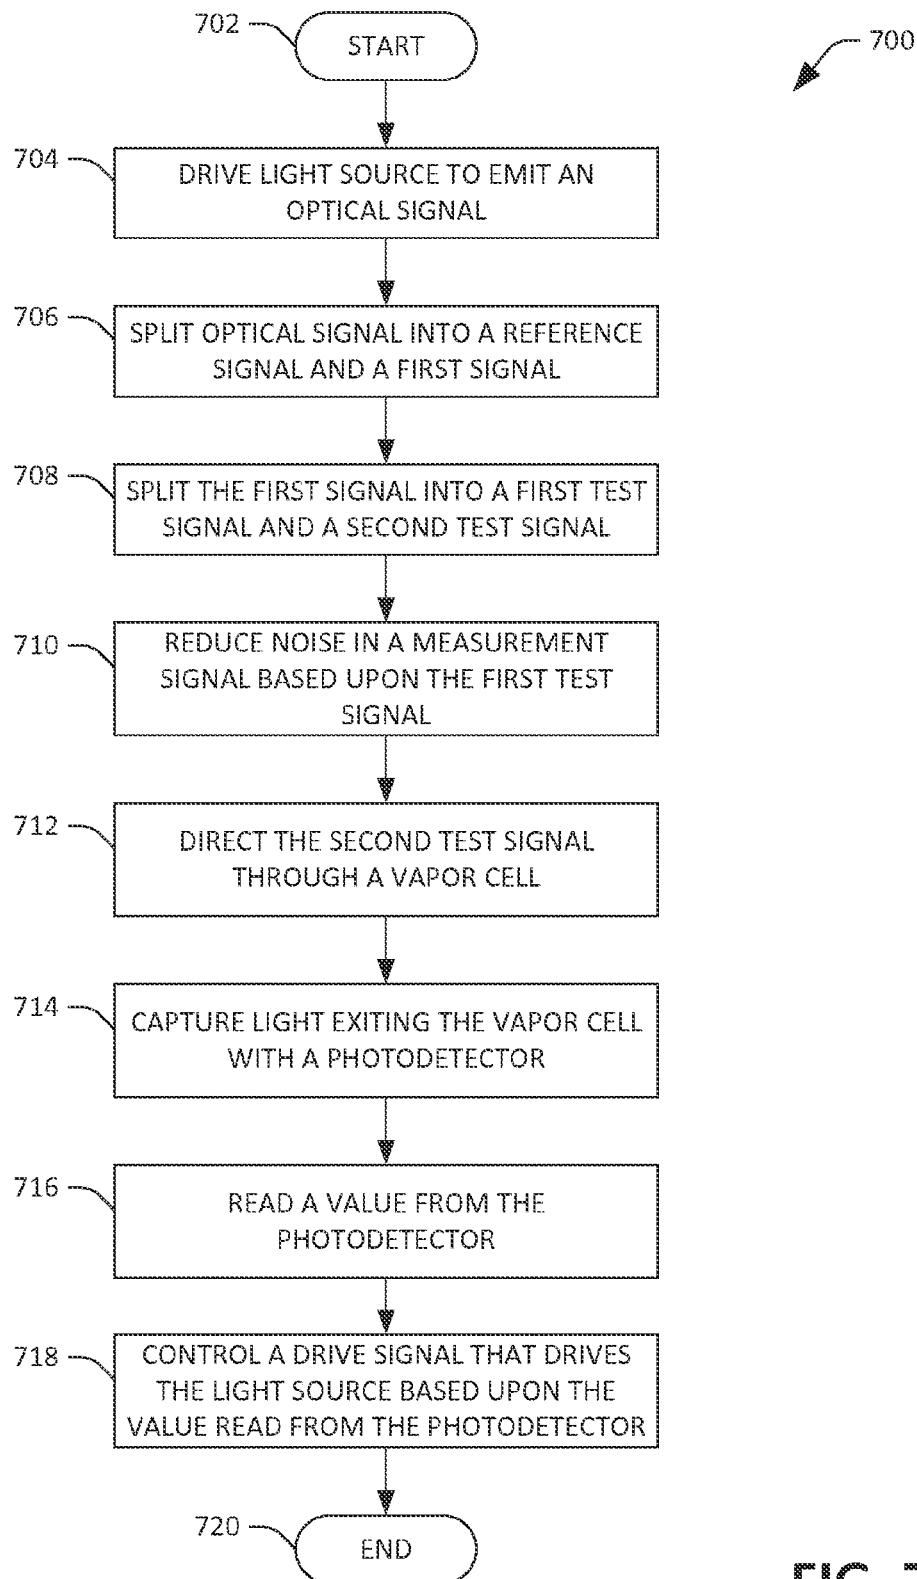 702
START
700
704
DRIVE LIGHT SOURCE TO EMIT AN
OPTICAL SIGNAL
706
SPLIT OPTICAL SIGNAL INTO A REFERENCE
SIGNAL AND A FIRST SIGNAL
708
SPLIT THE FIRST SIGNAL INTO A FIRST TEST
SIGNAL AND A SECOND TEST SIGNAL
710
REDUCE NOISE IN A MEASUREMENT
SIGNAL BASED UPON THE FIRST TEST
SIGNAL
712
DIRECT THE SECOND TEST SIGNAL
THROUGH A VAPOR CELL
714
CAPTURE LIGHT EXITING THE VAPOR CELL
WITH A PHOTODETECTOR
716
READ A VALUE FROM THE
PHOTODETECTOR
718
CONTROL A DRIVE SIGNAL THAT DRIVES
THE LIGHT SOURCE BASED UPON THE
VALUE READ FROM THE PHOTODETECTOR
720
END
FIG.